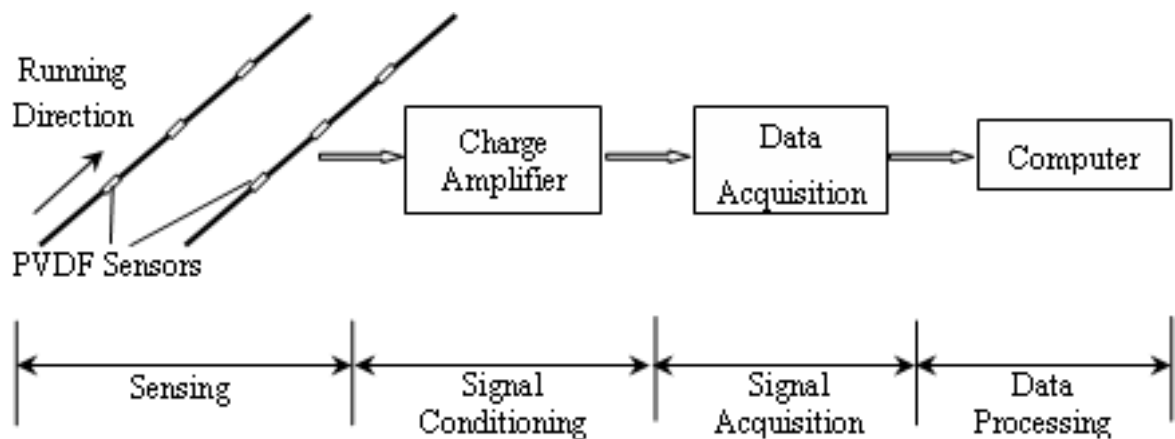 Running
Direction
PVDF Sensors
Charge
Amplifier
Data
Acquisition
Computer
Sensing
Signal
Conditioning
Signal
Acquisition
Data
Processing